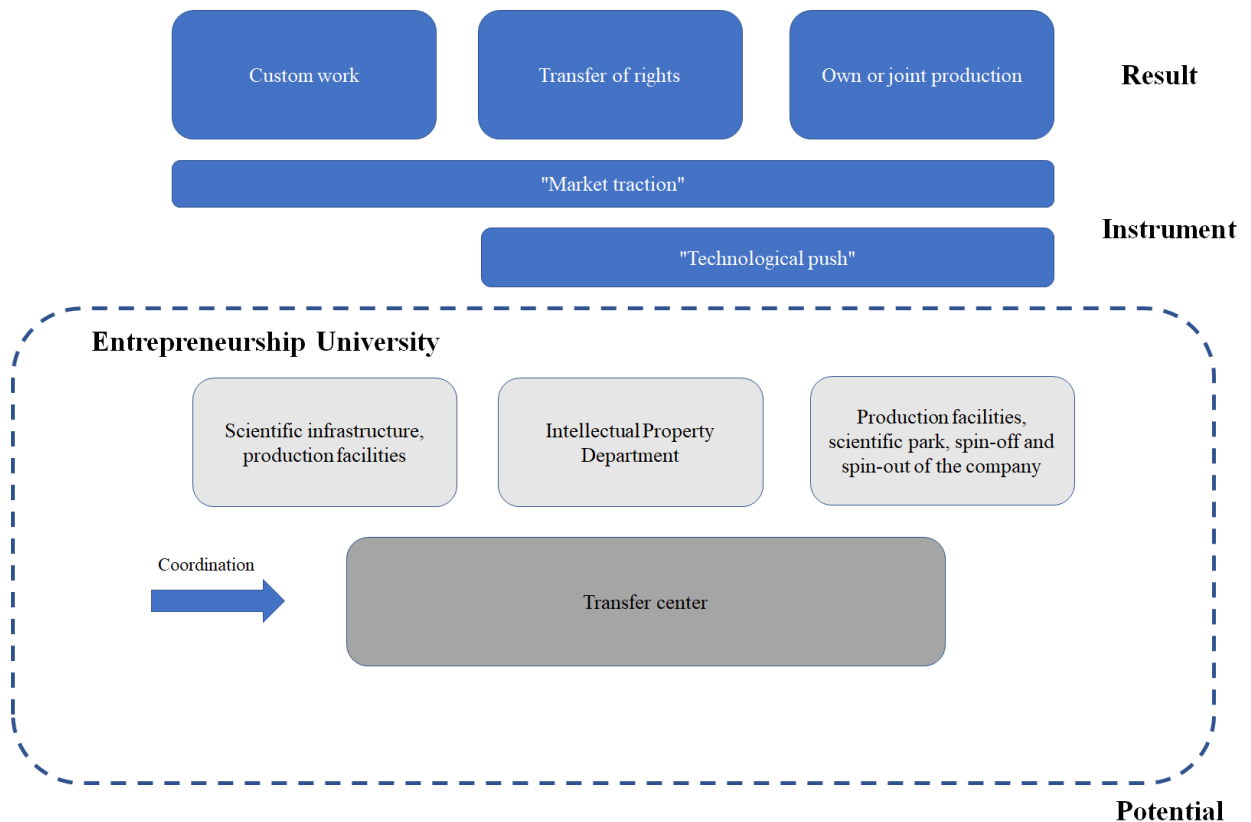 Custom work
Transfer of rights
Own or joint production
Result
"Market traction"
Instrument
"Technological push"
Entrepreneurship University
Scientific infrastructure,
production facilities
Intellectual Property
Department
Production facilities,
scientific park, spin-off and
spin-out of the company
Coordination
Transfer center
Potential